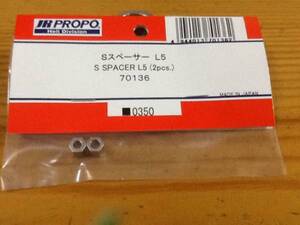 JR PROPO
Heli Division
Sスペーサー L5
S SPACER L5 (2pcs.)
70136
MADE IN JAPAN
■0350